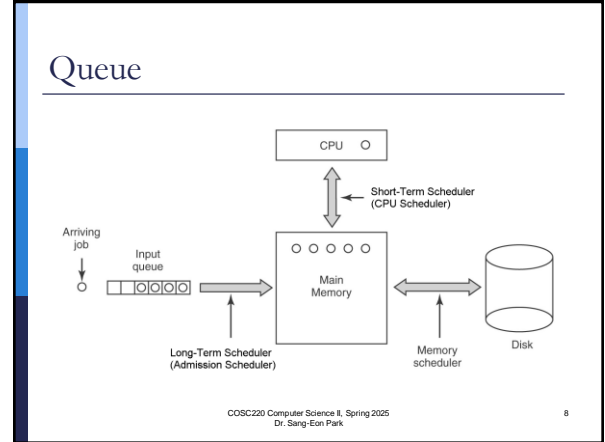 Queue
CPU
Short-Term Scheduler
(CPU Scheduler)
Arriving
job
Input
queue
Main
Memory
Long-Term Scheduler
(Admission Scheduler)
Memory
scheduler
Disk
COSC220 Computer Science II, Spring 2025
Dr. Sang-Eon Park
8